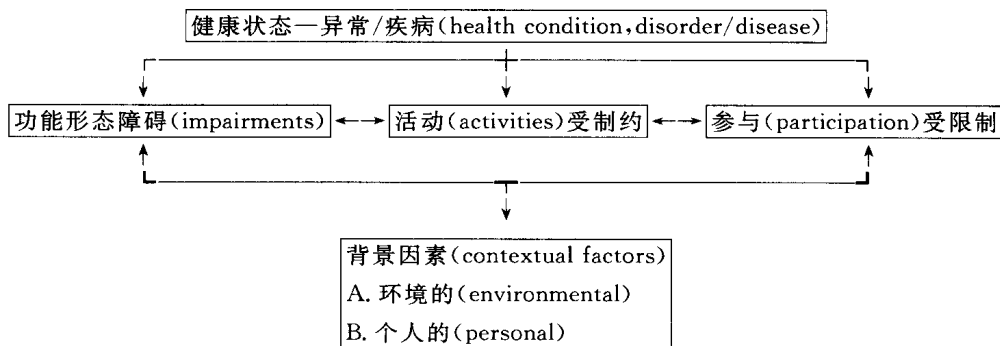 健康状态—异常/疾病(health condition,disorder/disease)
功能形态障碍(impairments)
活动(activities)受制约
参与(participation)受限制
背景因素(contextual factors)
A. 环境的(environmental)
B. 个人的(personal)